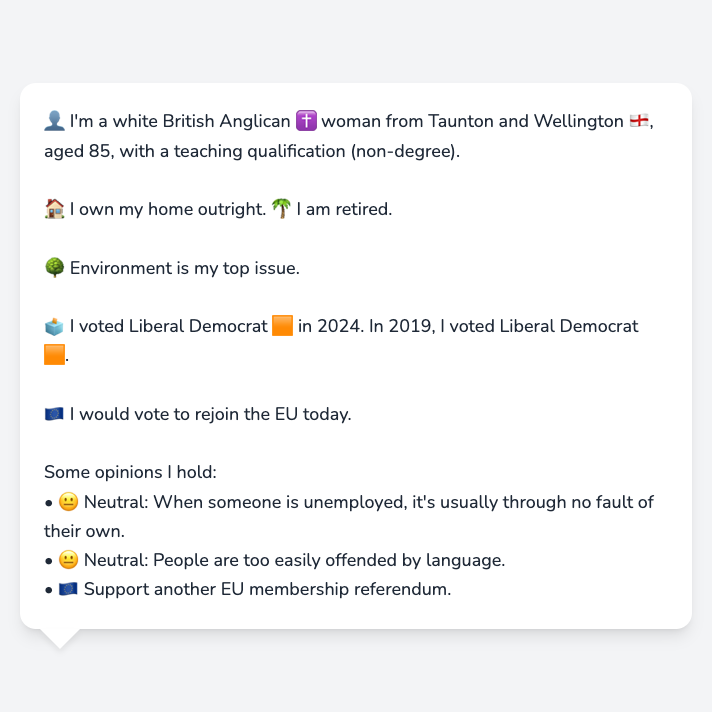 👤 I'm a white British Anglican ✝️ woman from Taunton and Wellington 🏴󠁧󠁢󠁥󠁮󠁧󠁿,
aged 85, with a teaching qualification (non-degree).
🏠 I own my home outright. 🌴 I am retired.
🌳 Environment is my top issue.
🗳️ I voted Liberal Democrat 🟧 in 2024. In 2019, I voted Liberal Democrat
🟧.
🇪🇺 I would vote to rejoin the EU today.
Some opinions I hold:
• 😐 Neutral: When someone is unemployed, it's usually through no fault of
their own.
• 😐 Neutral: People are too easily offended by language.
• 🇪🇺 Support another EU membership referendum.